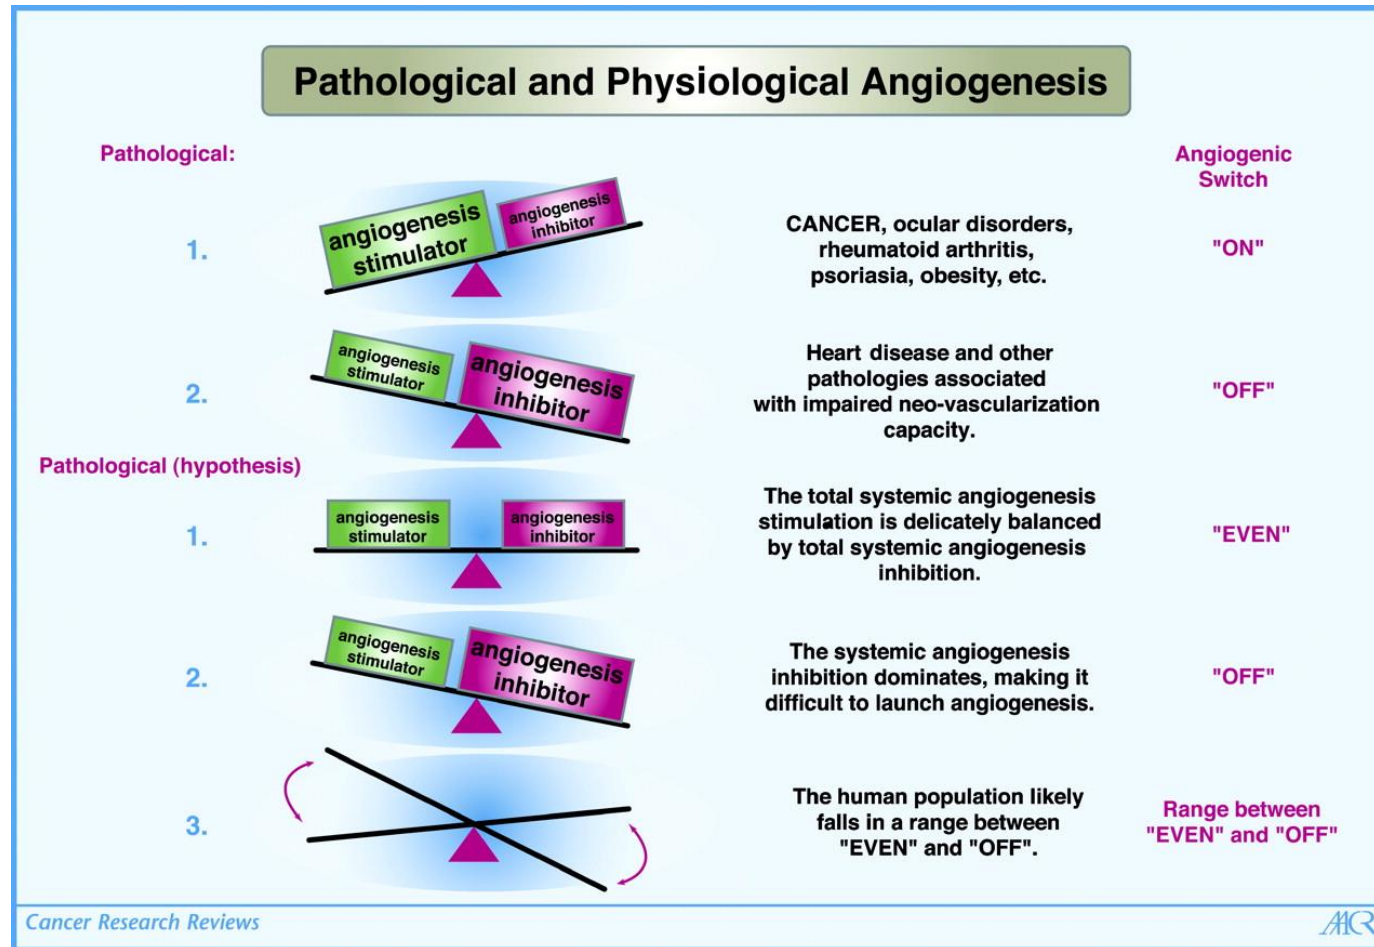 Pathological and Physiological Angiogenesis
Pathological:
Angiogenic
Switch
1.
angiogenesis
stimulator
angiogenesis
inhibitor
CANCER, ocular disorders,
rheumatoid arthritis,
psoriasia, obesity, etc.
"ON"
2.
angiogenesis
stimulator
angiogenesis
inhibitor
Heart disease and other
pathologies associated
with impaired neo-vascularization
capacity.
"OFF"
Pathological (hypothesis)
1.
angiogenesis
stimulator
angiogenesis
inhibitor
The total systemic angiogenesis
stimulation is delicately balanced
by total systemic angiogenesis
inhibition.
"EVEN"
2.
angiogenesis
stimulator
angiogenesis
inhibitor
The systemic angiogenesis
inhibition dominates, making it
difficult to launch angiogenesis.
"OFF"
3.
The human population likely
falls in a range between
"EVEN" and "OFF".
Range between
"EVEN" and "OFF"
Cancer Research Reviews
AACR